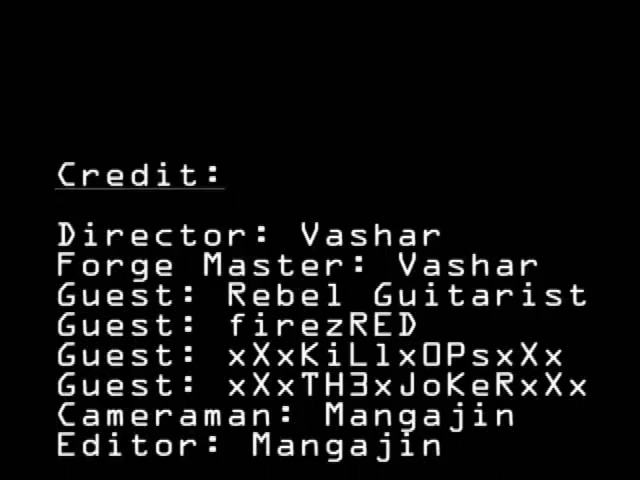 Credit:
Director: Vashar
Forge Master: Vashar
Guest: Rebel Guitarist
Guest: firezRED
Guest: xXxKiLlxOPsxXx
Guest: xXxTH3xJoKeRxXx
Cameraman: Mangajin
Editor: Mangajin